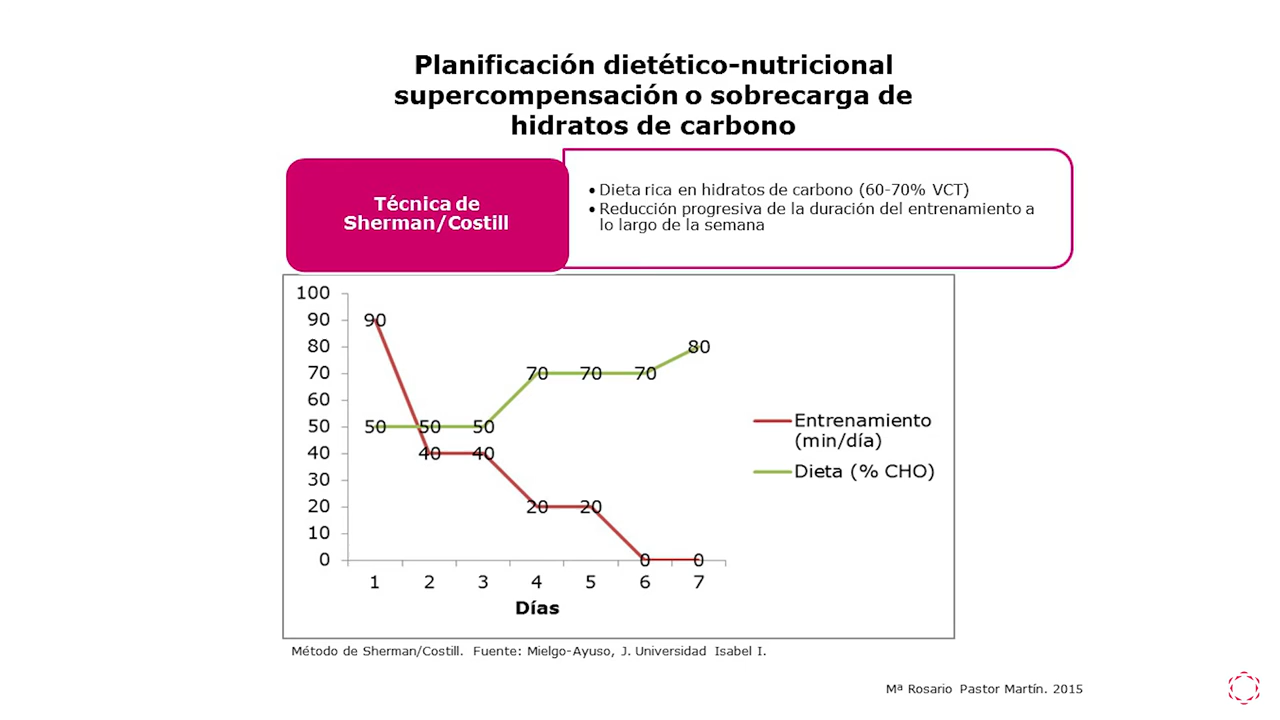 Planificación dietético-nutricional
supercompensación o sobrecarga de
hidratos de carbono
Técnica de
Sherman/Costill
• Dieta rica en hidratos de carbono (60-70% VCT)
• Reducción progresiva de la duración del entrenamiento a
lo largo de la semana
100
90
80
70
60
50
40
30
20
10
0
90
50 50 50
40 40
70 70 70
80
20 20
0 0
1 2 3 4 5 6 7
Días
Entrenamiento
(min/día)
Dieta (% CHO)
Método de Sherman/Costill. Fuente: Mielgo-Ayuso, J. Universidad Isabel I.
Mª Rosario Pastor Martín. 2015